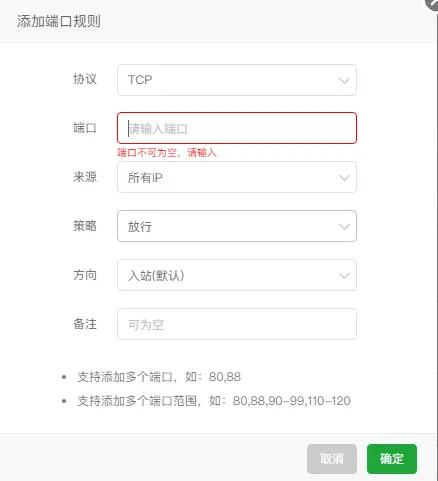 添加端口规则
协议 TCP
端口 请输入端口
端口不可为空，请输入
来源 所有IP
策略 放行
方向 入站(默认)
备注 可为空
支持添加多个端口，如：80,88
支持添加多个端口范围，如：80,88,90-99,110-120
取消 确定